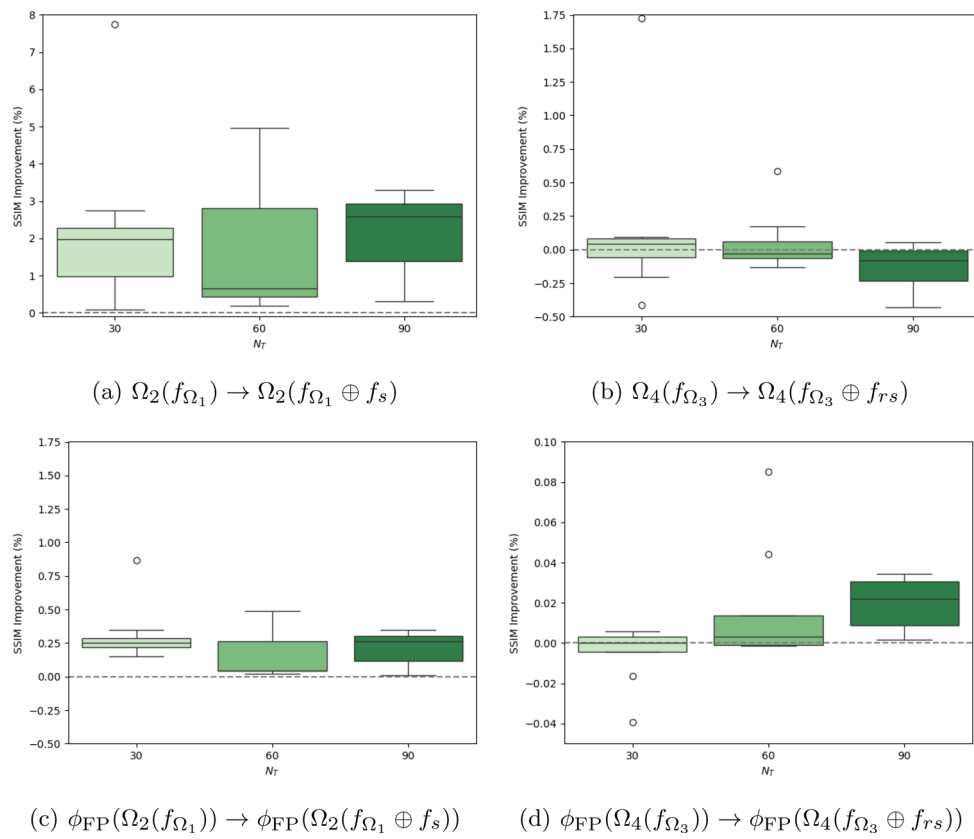 8
7
6
5
4
3
2
1
0
SSIM Improvement (%)
30 60 90
N_T
(a) Ω₂(f_Ω₁) → Ω₂(f_Ω₁ ⊕ f_s)
1.75
1.50
1.25
1.00
0.75
0.50
0.25
0.00
−0.25
−0.50
SSIM Improvement (%)
30 60 90
N_T
(b) Ω₄(f_Ω₃) → Ω₄(f_Ω₃ ⊕ f_rs)
1.75
1.50
1.25
1.00
0.75
0.50
0.25
0.00
−0.25
−0.50
SSIM Improvement (%)
30 60 90
N_T
(c) ϕ_FP(Ω₂(f_Ω₁)) → ϕ_FP(Ω₂(f_Ω₁ ⊕ f_s))
0.10
0.08
0.06
0.04
0.02
0.00
−0.02
−0.04
SSIM Improvement (%)
30 60 90
N_T
(d) ϕ_FP(Ω₄(f_Ω₃)) → ϕ_FP(Ω₄(f_Ω₃ ⊕ f_rs))